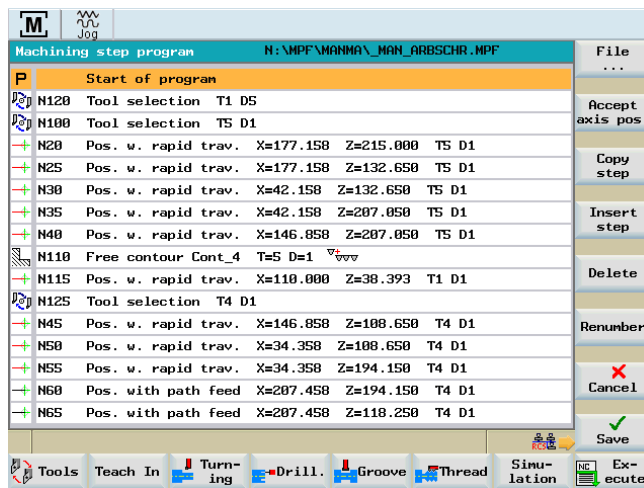 M
Jog
Machining step program N:\MPF\MANMA\_MAN_ARBSCHR.MPF
P Start of program
N120 Tool selection T1 D5
N100 Tool selection T5 D1
N20 Pos. w. rapid trav. X=177.158 Z=215.000 T5 D1
N25 Pos. w. rapid trav. X=177.158 Z=132.650 T5 D1
N30 Pos. w. rapid trav. X=42.158 Z=132.650 T5 D1
N35 Pos. w. rapid trav. X=42.158 Z=207.050 T5 D1
N40 Pos. w. rapid trav. X=146.858 Z=207.050 T5 D1
N110 Free contour Cont_4 T=5 D=1
N115 Pos. w. rapid trav. X=110.000 Z=38.393 T1 D1
N125 Tool selection T4 D1
N45 Pos. w. rapid trav. X=146.858 Z=108.650 T4 D1
N50 Pos. w. rapid trav. X=34.358 Z=108.650 T4 D1
N55 Pos. w. rapid trav. X=34.358 Z=194.150 T4 D1
N60 Pos. with path feed X=207.458 Z=194.150 T4 D1
N65 Pos. with path feed X=207.458 Z=118.250 T4 D1
File
...
Accept
axis pos
Copy
step
Insert
step
Delete
Renumber
Cancel
Save
RCS
Tools
Teach In
Turn-
ing
Drill.
Groove
Thread
Simu-
lation
NC Ex-
ecute